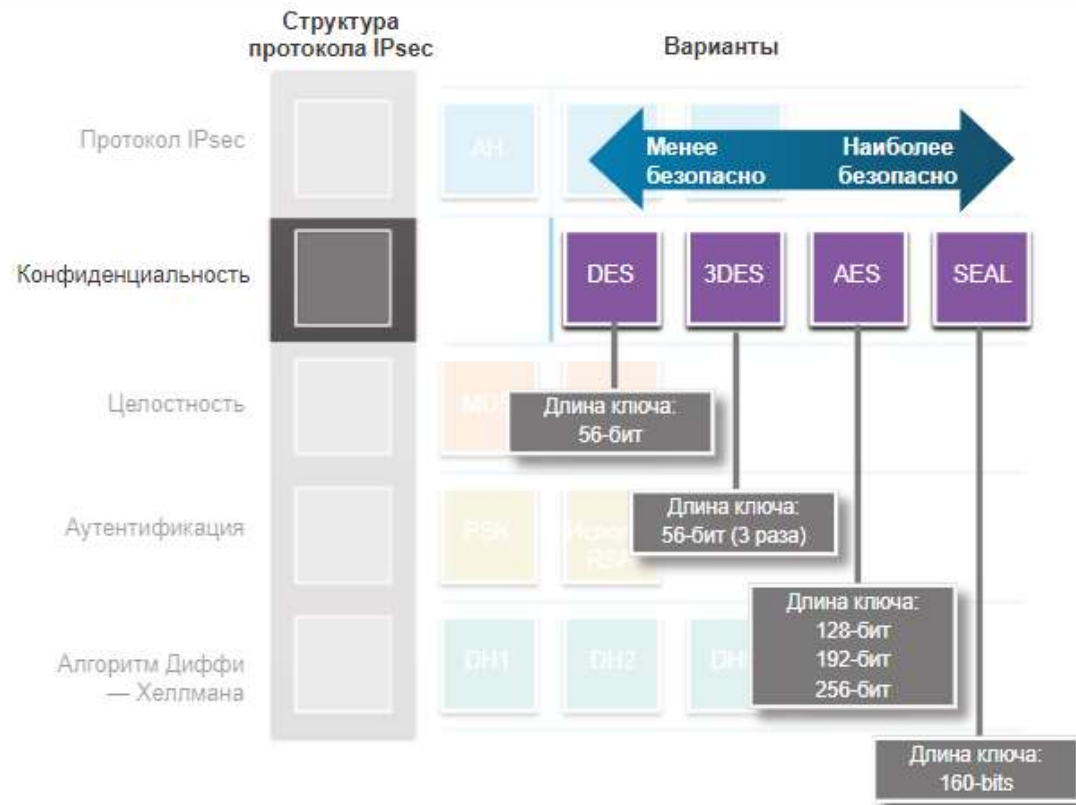 Структура
протокола IPsec
Варианты
Протокол IPsec
AH
Менее
безопасно
Наиболее
безопасно
Конфиденциальность
DES
3DES
AES
SEAL
Целостность
Длина ключа:
56-бит
Аутентификация
PSK
RSA
Длина ключа:
56-бит (3 раза)
Длина ключа:
128-бит
192-бит
256-бит
Алгоритм Диффи
— Хеллмана
DH1
DH2
Длина ключа:
160-bits